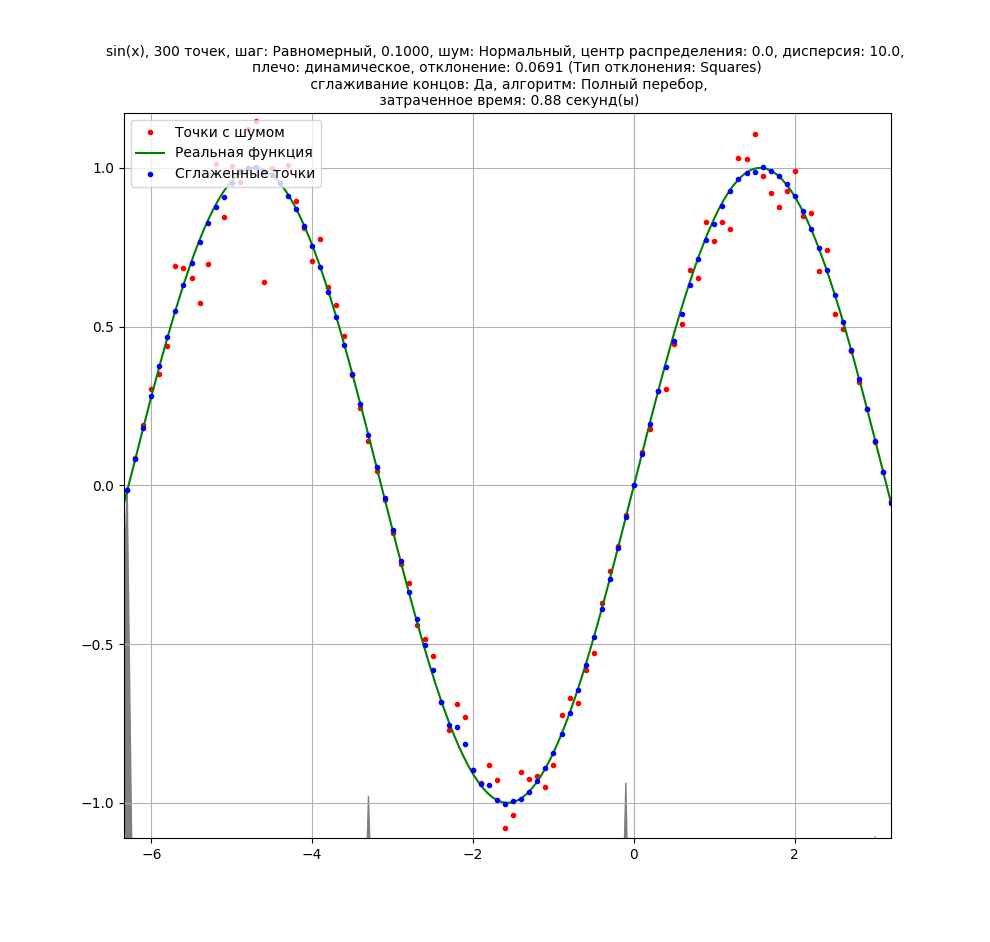 sin(x), 300 точек, шаг: Равномерный, 0.1000, шум: Нормальный, центр распределения: 0.0, дисперсия: 10.0,
плечо: динамическое, отклонение: 0.0691 (Тип отклонения: Squares)
сглаживание концов: Да, алгоритм: Полный перебор,
затраченное время: 0.88 секунд(ы)
Точки с шумом
Реальная функция
Сглаженные точки
1.0
0.5
0.0
−0.5
−1.0
−6
−4
−2
0
2